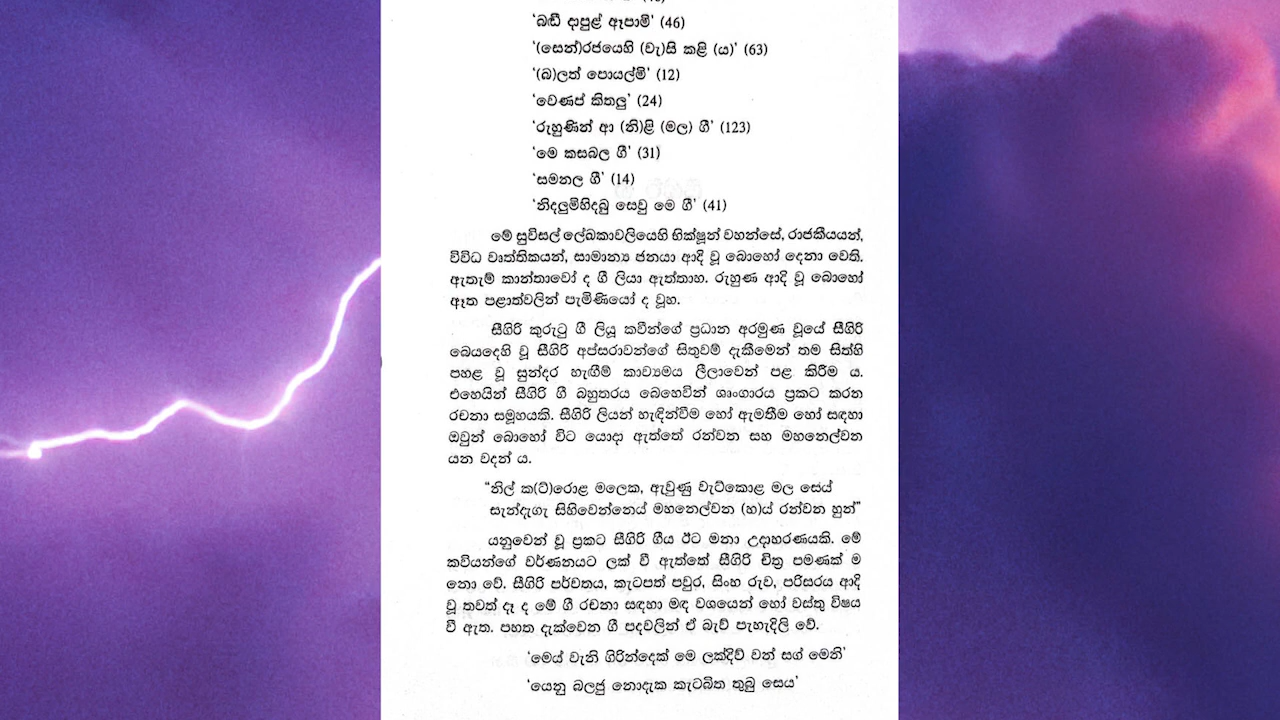 'බඬී දාපුළ් ඈපාමි' (46)
'(සෙන්)රජයෙහි (වැ)සි කළි (ය)' (63)
'(බ)ලත් පොයල්මි' (12)
'වෙණප් කිතලු' (24)
'රුහුණින් ආ (නි)ළි (මල) ගී' (123)
'මෙ කසබල ගී' (31)
'සමනල ගී' (14)
'නිදලුමිහිදබු සෙවු මෙ ගී' (41)
මේ සුවිසල් ලේඛකාවලියෙහි භික්ෂූන් වහන්සේ, රාජකීයයන්,
විවිධ වෘත්තිකයන්, සාමාන්‍ය ජනයා ආදි වූ බොහෝ දෙනා වෙති.
ඇතැම් කාන්තාවෝ ද ගී ලියා ඇත්තාහ. රුහුණ ආදි වූ බොහෝ
ඈත පළාත්වලින් පැමිණියෝ ද වූහ.
සීගිරි කුරුටු ගී ලියූ කවීන්ගේ ප්‍රධාන අරමුණ වූයේ සීගිරි
බෙයදෙහි වූ සීගිරි අප්සරාවන්ගේ සිතුවම් දැකීමෙන් තම සිත්හි
පහළ වූ සුන්දර හැඟීම් කාව්‍යමය ලීලාවෙන් පළ කිරීම ය.
එහෙයින් සීගිරි ගී බහුතරය බෙහෙවින් ශෘංගාරය ප්‍රකට කරන
රචනා සමූහයකි. සීගිරි ලියන් හැඳින්වීම හෝ ඇමතීම හෝ සඳහා
ඔවුන් බොහෝ විට යොදා ඇත්තේ රන්වන සහ මහනෙල්වන
යන වදන් ය.
"නිල් ක(ට්)රොළ මලෙක, ඇවුණු වැට්කොළ මල සෙය්
සැන්දෑගැ සිහිවෙන්නෙය් මහනෙල්වන (හ)ය් රන්වන හුන්"
යනුවෙන් වූ ප්‍රකට සීගිරි ගීය ඊට මනා උදාහරණයකි. මේ
කවියන්ගේ වර්ණනයට ලක් වී ඇත්තේ සීගිරි චිත්‍ර පමණක් ම
නො වේ. සීගිරි පර්වතය, කැටපත් පවුර, සිංහ රුව, පරිසරය ආදි
වූ තවත් දෑ ද මේ ගී රචනා සඳහා මඳ වශයෙන් හෝ වස්තු විෂය
වී ඇත. පහත දැක්වෙන ගී පදවලින් ඒ බැව් පැහැදිලි වේ.
'මෙය් වැනි ගිරින්දෙක් මෙ ලක්දිව් වන් සග් මෙනි'
'යෙනු බලජු නොදැක කැටබිත තුබු සෙය'